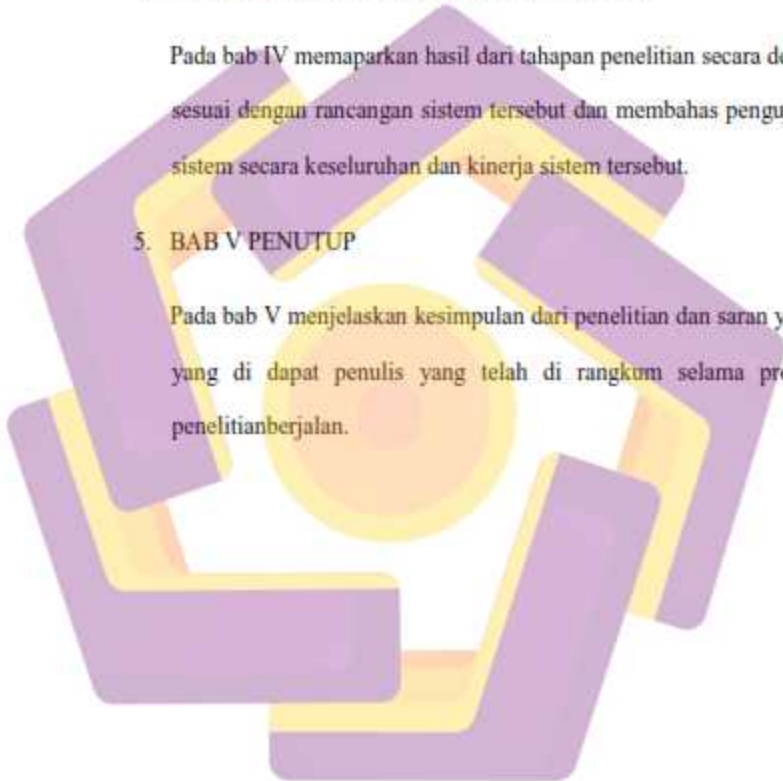 Pada bab IV memaparkan hasil dari tahapan penelitian secara de
sesuai dengan rancangan sistem tersebut dan membahas pengu
sistem secara keseluruhan dan kinerja sistem tersebut.
5. BAB V PENUTUP
Pada bab V menjelaskan kesimpulan dari penelitian dan saran y
yang di dapat penulis yang telah di rangkum selama pro
penelitianberjalan.